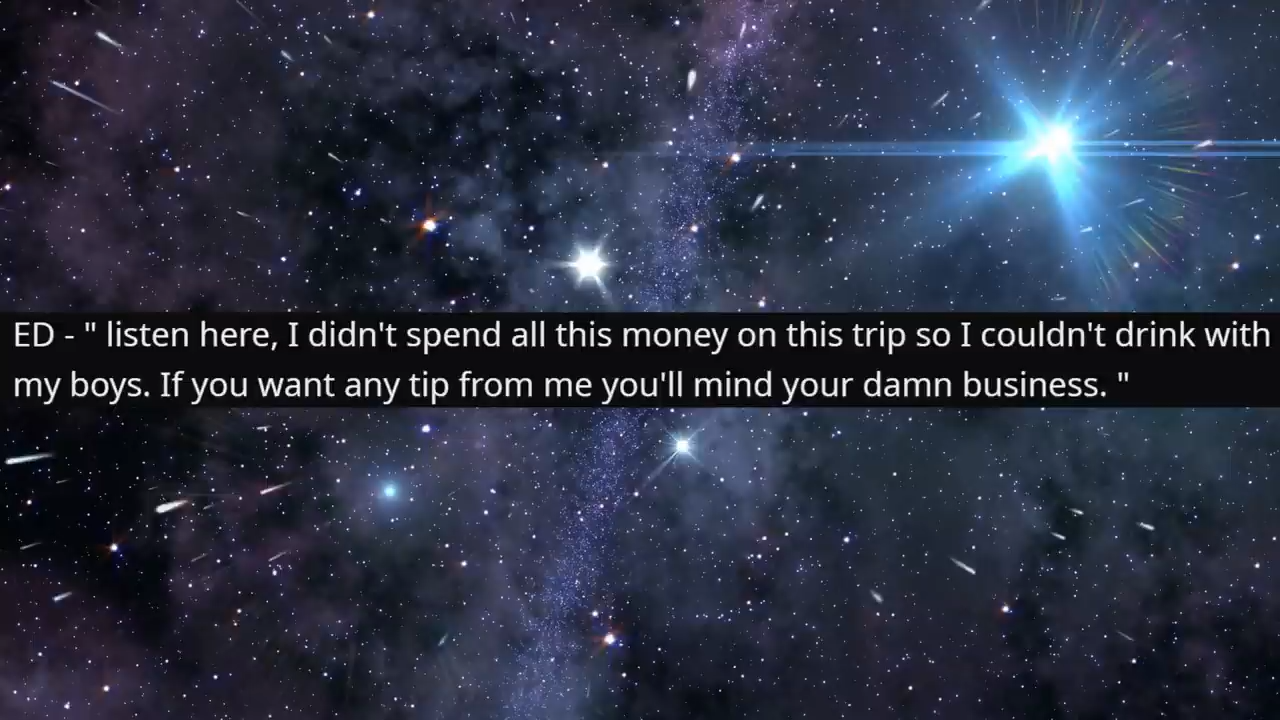 ED - " listen here, I didn't spend all this money on this trip so I couldn't drink with
my boys. If you want any tip from me you'll mind your damn business. "